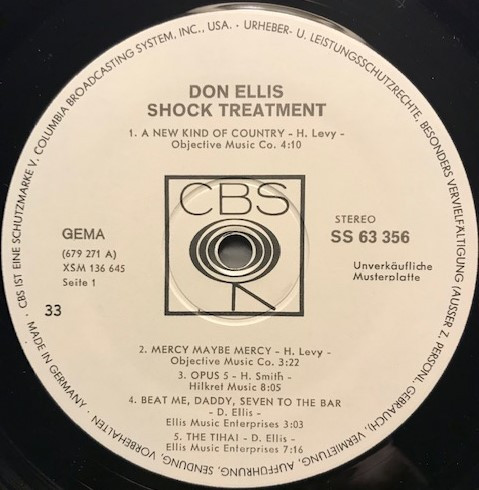 DON ELLIS
SHOCK TREATMENT
1. A NEW KIND OF COUNTRY - H. Levy -
Objective Music Co. 4:10
CBS
GEMA
(679 271 A)
XSM 136 645
Seite 1
33
STEREO
SS 63 356
Unverkäufliche
Musterplatte
2. MERCY MAYBE MERCY - H. Levy -
Objective Music Co. 3:22
3. OPUS 5 - H. Smith -
Hilkret Music 8:05
4. BEAT ME, DADDY, SEVEN TO THE BAR
- D. Ellis -
Ellis Music Enterprises 3:03
5. THE TIHAI - D. Ellis -
Ellis Music Enterprises 7:16
MADE IN GERMANY · CBS IST EINE SCHUTZMARKE V. COLUMBIA BROADCASTING SYSTEM, INC., USA. · URHEBER- U. LEISTUNGSSCHUTZRECHTE, BESONDERS VERVIELFÄLTIGUNG (AUSSER Z. PERSÖNL. GEBRAUCH), VERMIETUNG, AUFFÜHRUNG, SENDUNG, VORBEHALTEN ·